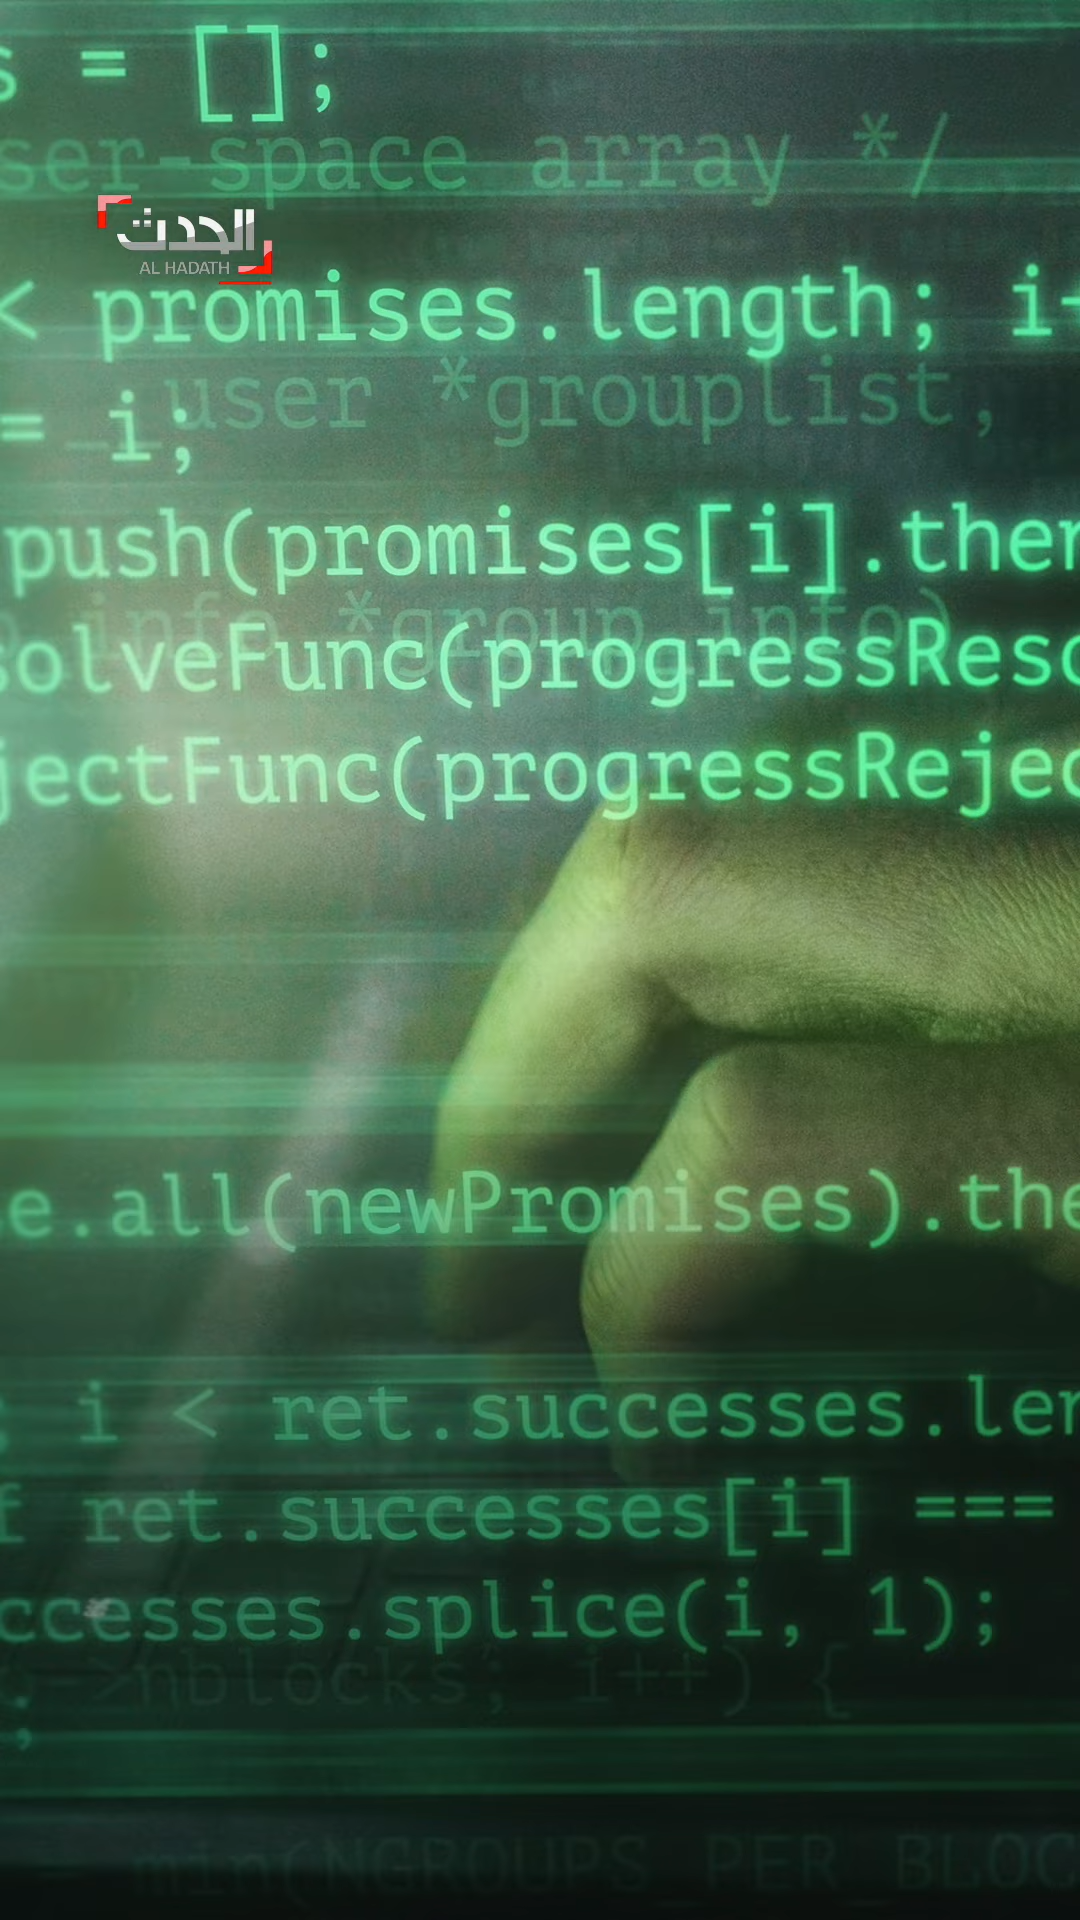 s = [];
ser-space array */
الحدث
AL HADATH
< promises.length; i+
user *grouplist,
= i;
push(promises[i].then
info *group_info)
solveFunc(progressReso
jectFunc(progressRejec
e.all(newPromises).the
; i < ret.successes.len
f ret.successes[i] ===
ccesses.splice(i, 1);
->nblocks; i++) {
;
min(NGROUPS_PER_BLOC